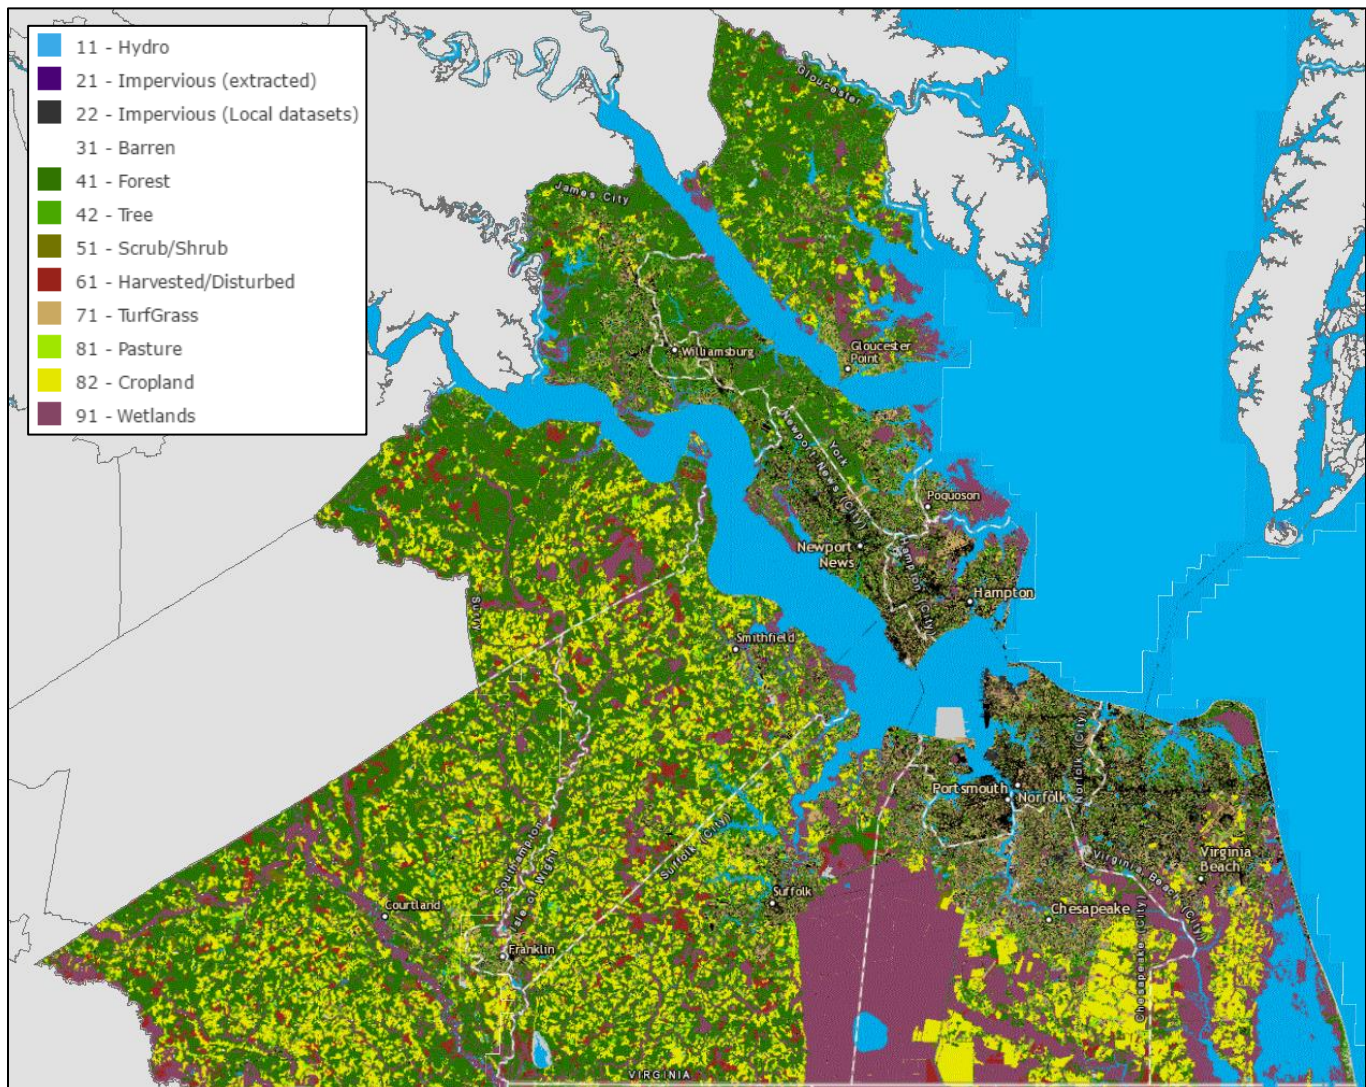 11 - Hydro
21 - Impervious (extracted)
22 - Impervious (Local datasets)
31 - Barren
41 - Forest
42 - Tree
51 - Scrub/Shrub
61 - Harvested/Disturbed
71 - TurfGrass
81 - Pasture
82 - Cropland
91 - Wetlands
Gloucester
James City
Williamsburg
Gloucester
Point
York
Newport News (City)
Poquoson
Newport
News
Hampton (City)
Hampton
Surry
Smithfield
Norfolk (City)
Portsmouth
Norfolk
Virginia Beach (City)
Virginia
Beach
Suffolk (City)
Southampton
Isle of Wight
Suffolk
Courtland
Chesapeake
Chesapeake (City)
Franklin
VIRGINIA